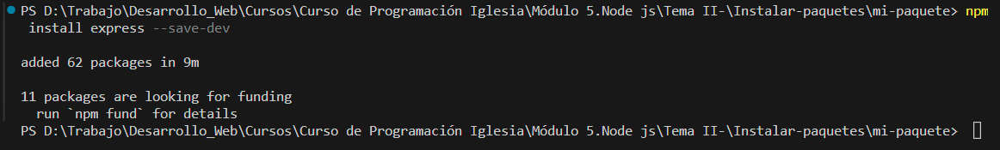 PS D:\Trabajo\Desarrollo_Web\Cursos\Curso de Programación Iglesia\Módulo 5.Node js\Tema II-\Instalar-paquetes\mi-paquete> npm
install express --save-dev
added 62 packages in 9m
11 packages are looking for funding
run `npm fund` for details
PS D:\Trabajo\Desarrollo_Web\Cursos\Curso de Programación Iglesia\Módulo 5.Node js\Tema II-\Instalar-paquetes\mi-paquete>